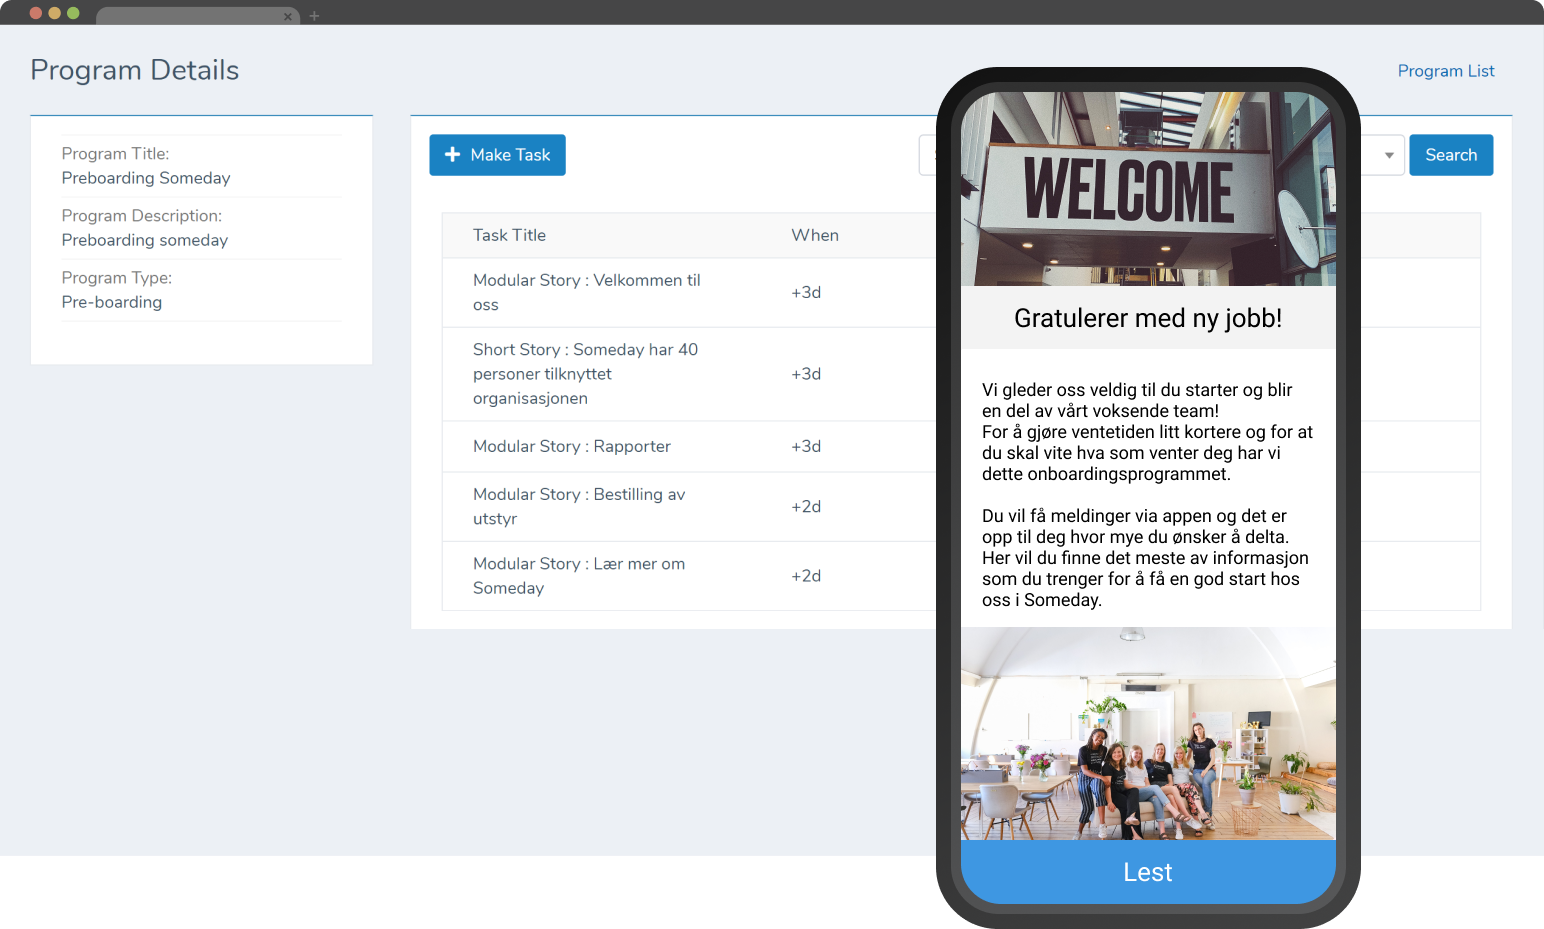 Program Details
Program List
Program Title:
Preboarding Someday
Program Description:
Preboarding someday
Program Type:
Pre-boarding
Make Task
Search
Task Title
When
Modular Story : Velkommen til
oss
+3d
Short Story : Someday har 40
personer tilknyttet
organisasjonen
+3d
Modular Story : Rapporter
+3d
Modular Story : Bestilling av
utstyr
+2d
Modular Story : Lær mer om
Someday
+2d
WELCOME
Gratulerer med ny jobb!
Vi gleder oss veldig til du starter og blir
en del av vårt voksende team!
For å gjøre ventetiden litt kortere og for at
du skal vite hva som venter deg har vi
dette onboardingsprogrammet.
Du vil få meldinger via appen og det er
opp til deg hvor mye du ønsker å delta.
Her vil du finne det meste av informasjon
som du trenger for å få en god start hos
oss i Someday.
Lest